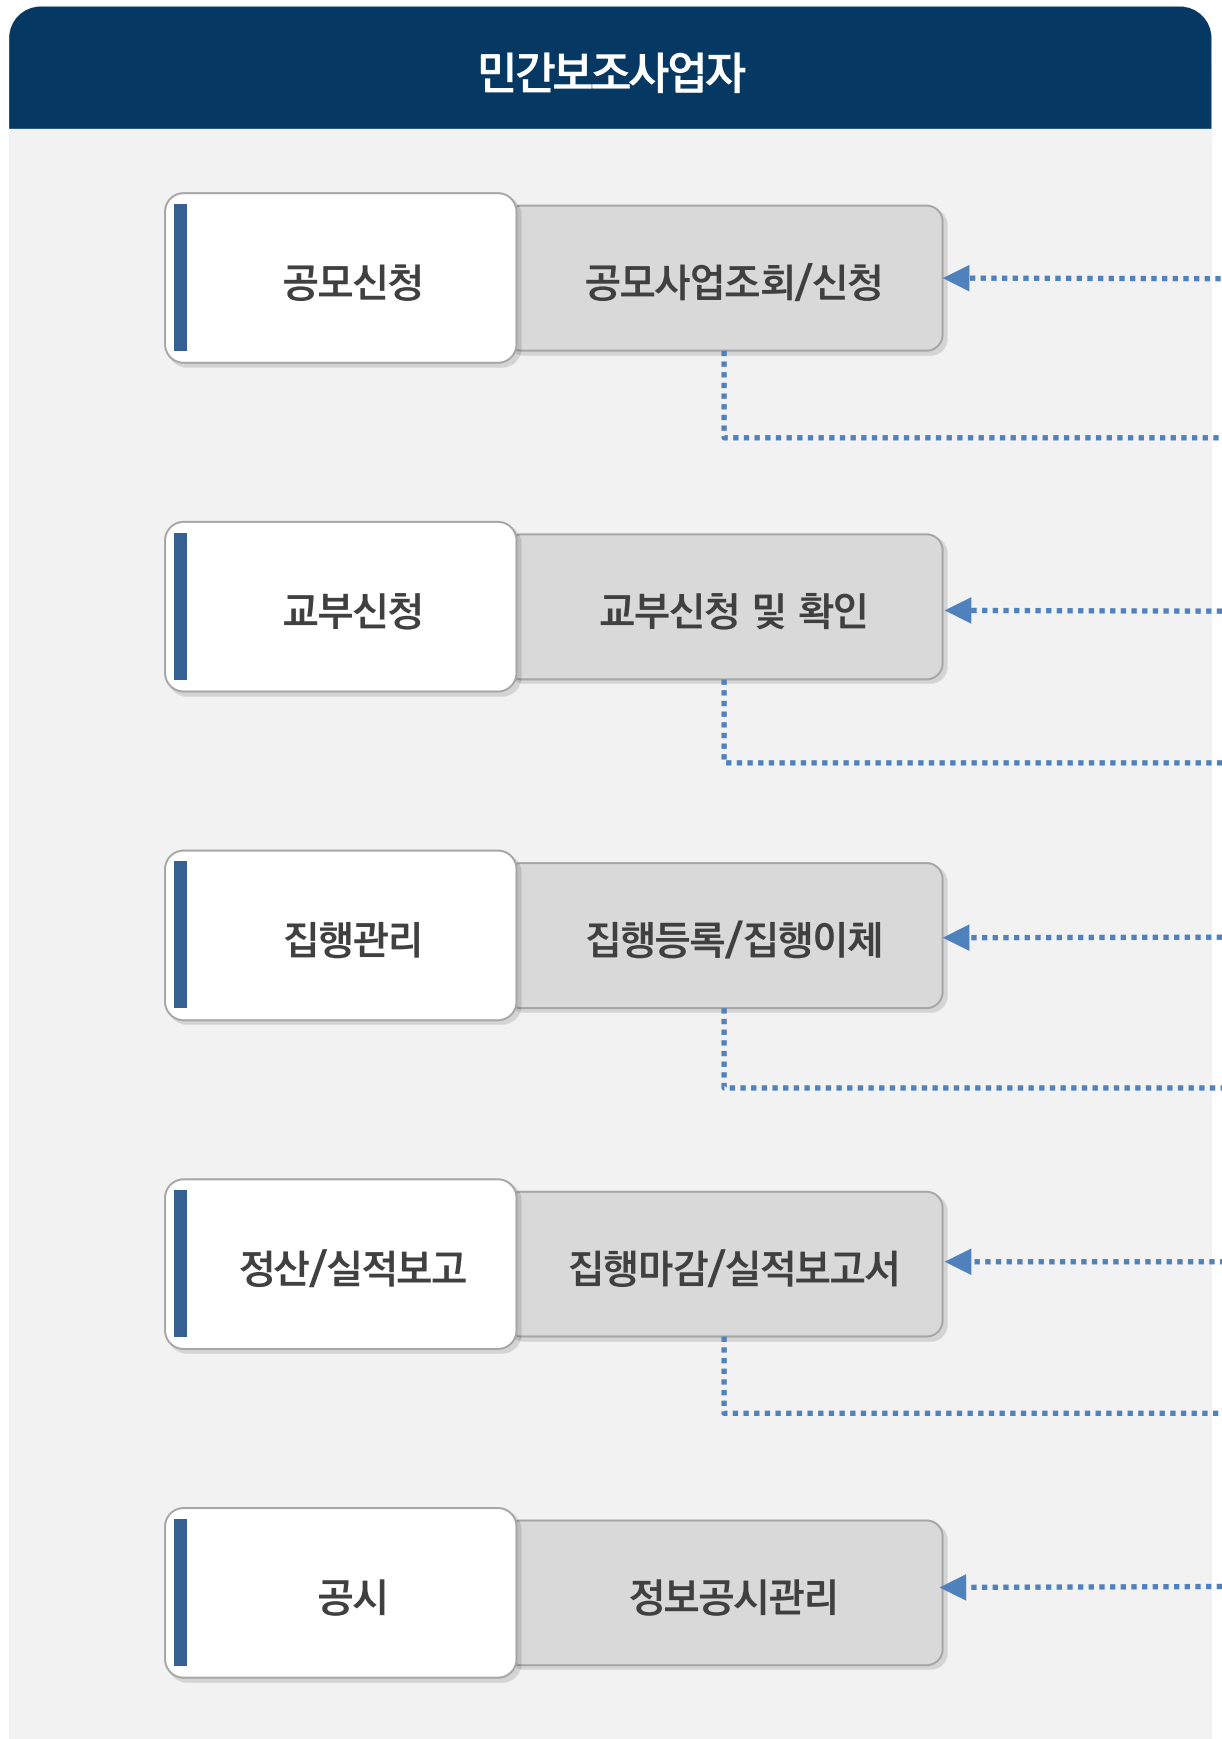 민간보조사업자
공모신청
공모사업조회/신청
교부신청
교부신청 및 확인
집행관리
집행등록/집행이체
정산/실적보고
집행마감/실적보고서
공시
정보공시관리